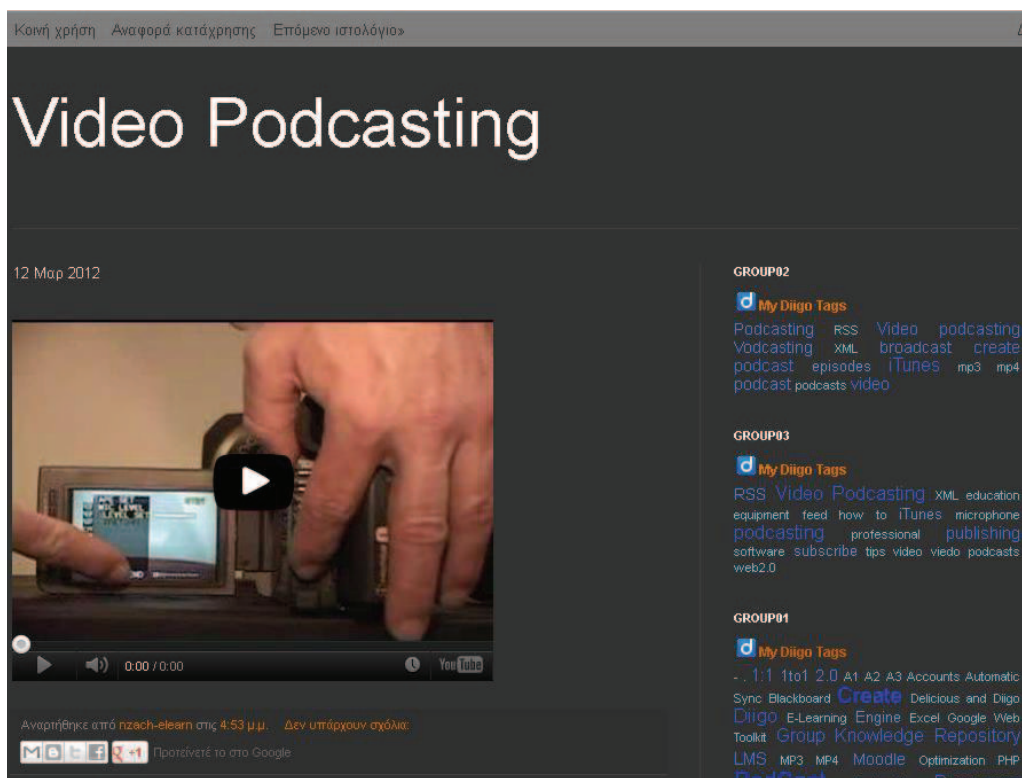 Κοινή χρήση Αναφορά κατάχρησης Επόμενο ιστολόγιο»
Video Podcasting
12 Μαρ 2012
0:00 / 0:00
YouTube
Αναρτήθηκε από nzach-elearn στις 4:53 μ.μ. Δεν υπάρχουν σχόλια:
+1 Προτείνετέ το στο Google
GROUP02
My Diigo Tags
Podcasting RSS Video podcasting
Vodcasting XML broadcast create
podcast episodes iTunes mp3 mp4
podcast podcasts video
GROUP03
My Diigo Tags
RSS Video Podcasting XML education
equipment feed how to iTunes microphone
podcasting professional publishing
software subscribe tips video viedo podcasts
web2.0
GROUP01
My Diigo Tags
- . 1:1 1to1 2.0 A1 A2 A3 Accounts Automatic
Sync Blackboard Create Delicious and Diigo
Diigo E-Learning Engine Excel Google Web
Toolkit Group Knowledge Repository
LMS MP3 MP4 Moodle Optimization PHP